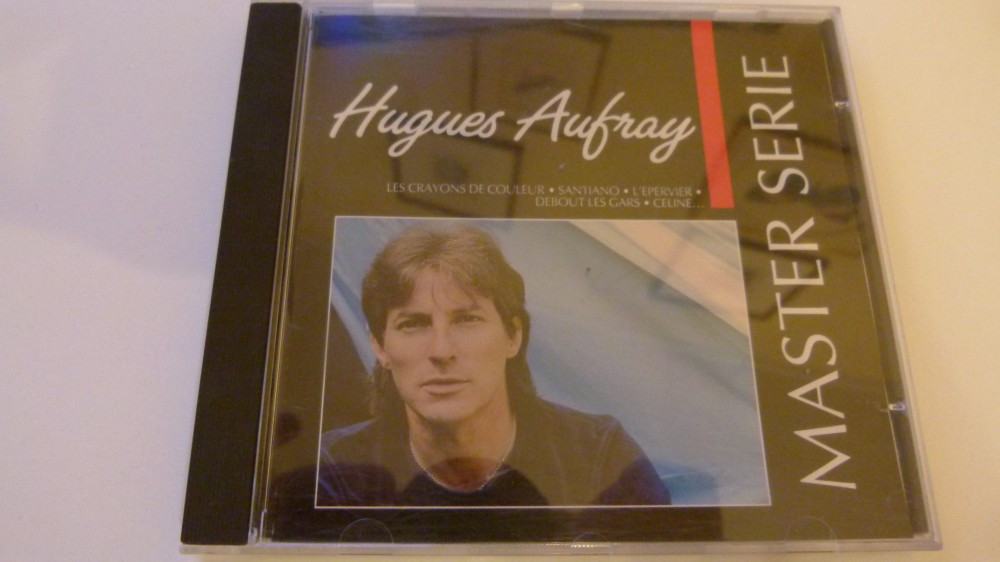 Hugues Aufray
LES CRAYONS DE COULEUR • SANTIANO • L'EPERVIER •
DEBOUT LES GARS • CELINE...
MASTER SERIE